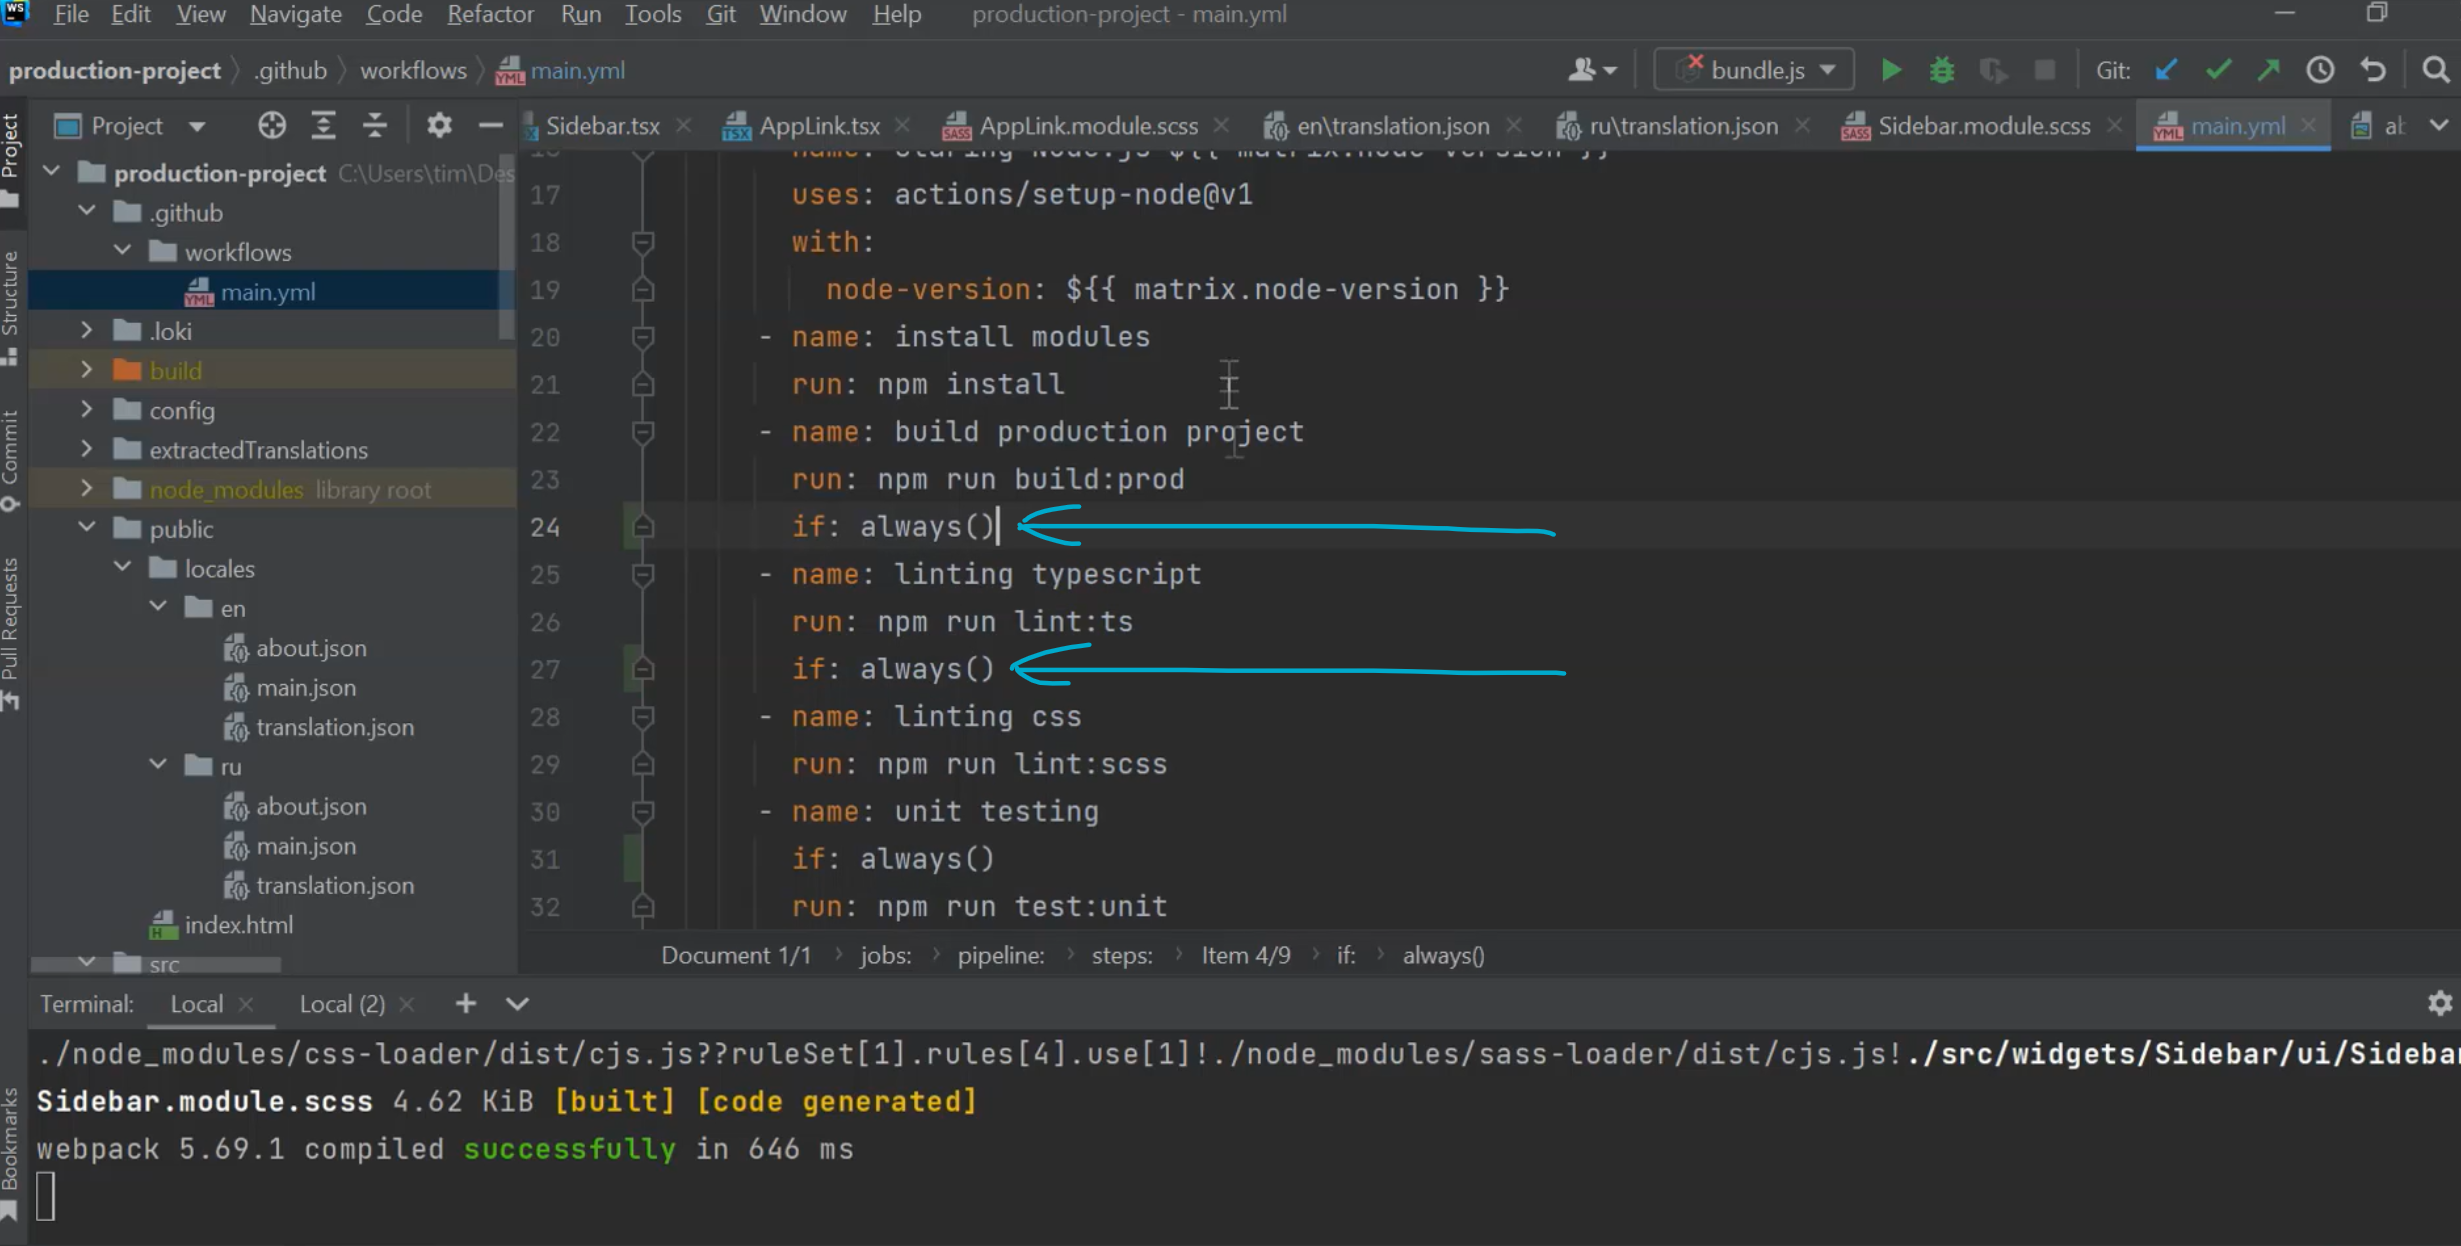 WS File Edit View Navigate Code Refactor Run Tools Git Window Help production-project - main.yml
production-project .github workflows main.yml bundle.js Git:
Project Sidebar.tsx AppLink.tsx AppLink.module.scss en\translation.json ru\translation.json Sidebar.module.scss main.yml
Project
Structure
Commit
Pull Requests
Bookmarks
production-project C:\Users\tim\Des
.github
workflows
main.yml
.loki
build
config
extractedTranslations
node_modules library root
public
locales
en
about.json
main.json
translation.json
ru
about.json
main.json
translation.json
index.html
src
17 uses: actions/setup-node@v1
18 with:
19 node-version: ${{ matrix.node-version }}
20 - name: install modules
21 run: npm install
22 - name: build production project
23 run: npm run build:prod
24 if: always()
25 - name: linting typescript
26 run: npm run lint:ts
27 if: always()
28 - name: linting css
29 run: npm run lint:scss
30 - name: unit testing
31 if: always()
32 run: npm run test:unit
Document 1/1 jobs: pipeline: steps: Item 4/9 if: always()
Terminal: Local Local (2)
./node_modules/css-loader/dist/cjs.js??ruleSet[1].rules[4].use[1]!./node_modules/sass-loader/dist/cjs.js!./src/widgets/Sidebar/ui/Sidebar
Sidebar.module.scss 4.62 KiB [built] [code generated]
webpack 5.69.1 compiled successfully in 646 ms